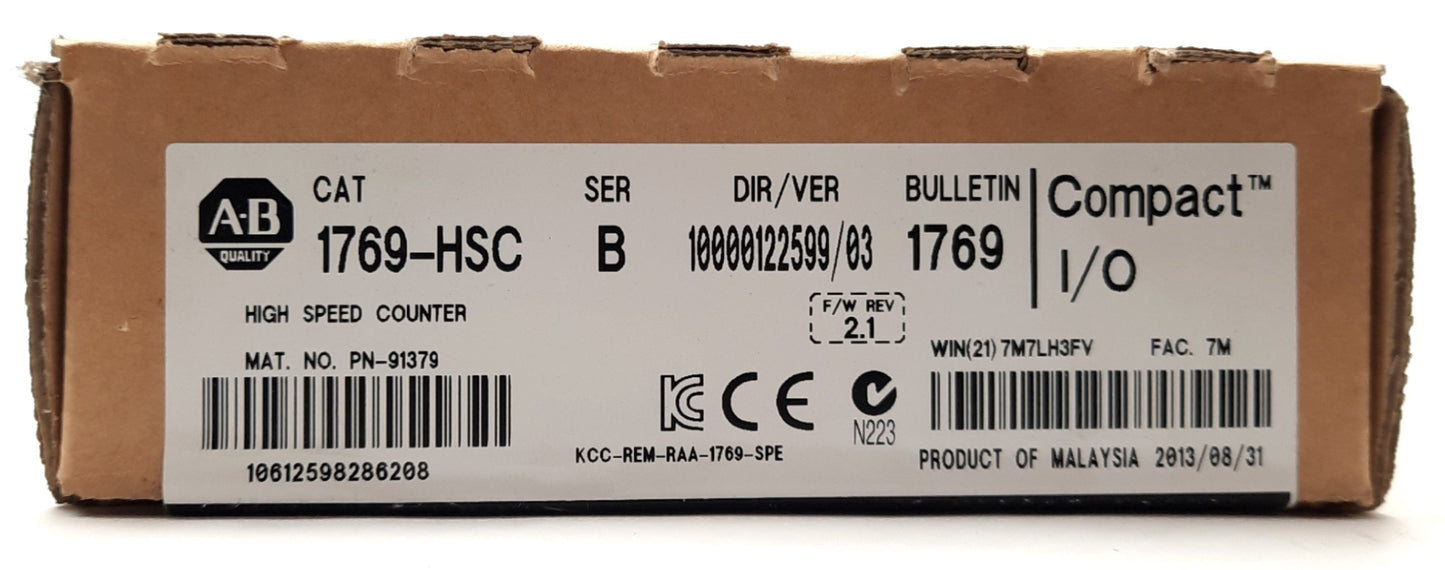 A-B
QUALITY
CAT
1769-HSC
SER
B
DIR/VER
10000122599/03
BULLETIN
1769
Compact™
I/O
HIGH SPEED COUNTER
F/W REV
2.1
MAT. NO. PN-91379
10612598286208
KC CE N223
KCC-REM-RAA-1769-SPE
WIN(21) 7M7LH3FV FAC. 7M
PRODUCT OF MALAYSIA 2013/08/31